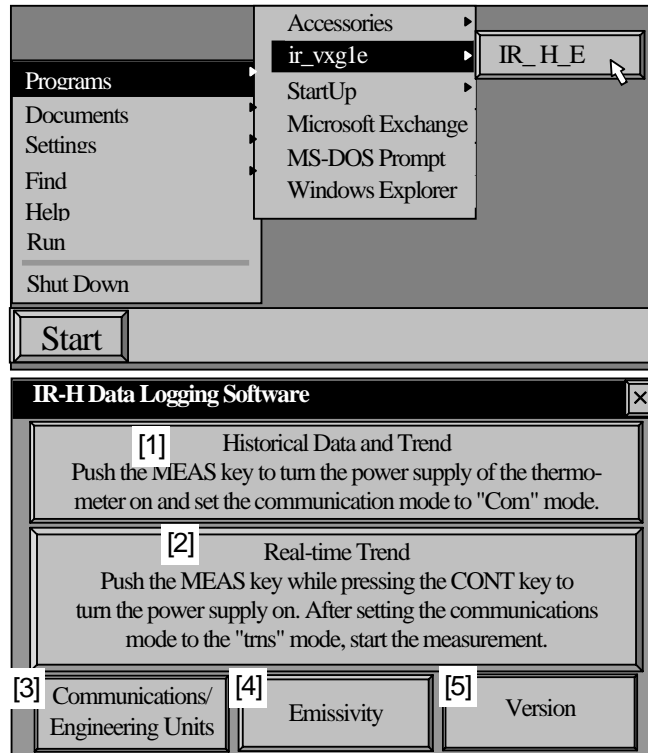 Accessories
ir_vxg1e
IR_ H_E
StartUp
Microsoft Exchange
MS-DOS Prompt
Windows Explorer
Programs
Documents
Settings
Find
Help
Run
Shut Down
Start
IR-H Data Logging Software
[1]
Historical Data and Trend
Push the MEAS key to turn the power supply of the thermo-
meter on and set the communication mode to "Com" mode.
[2]
Real-time Trend
Push the MEAS key while pressing the CONT key to
turn the power supply on. After setting the communications
mode to the "trns" mode, start the measurement.
[3]
Communications/
Engineering Units
[4]
Emissivity
[5]
Version